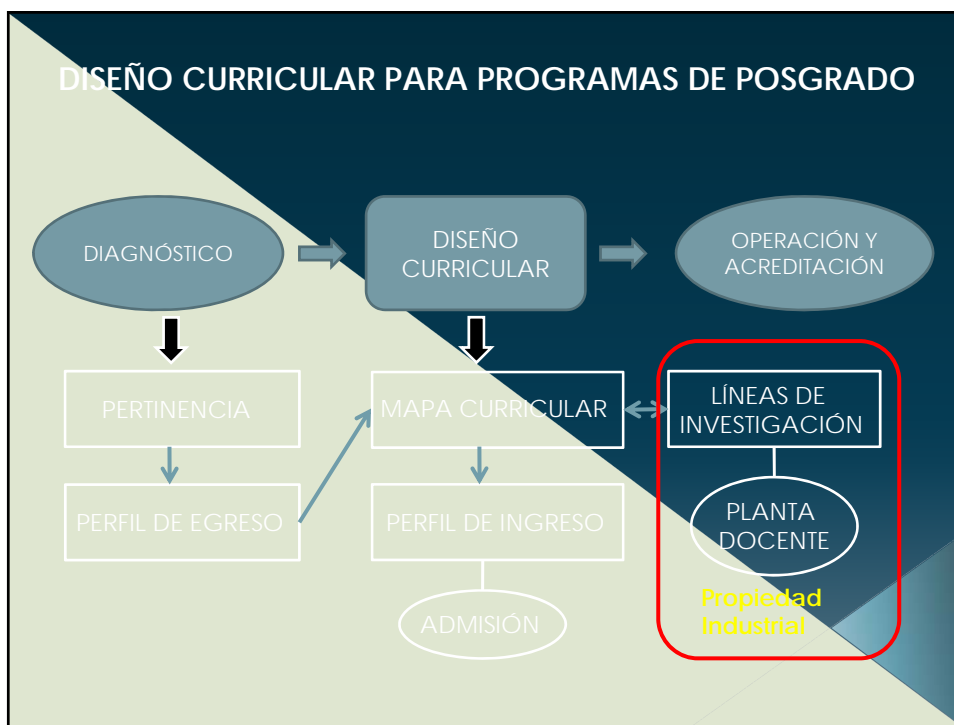 DISEÑO CURRICULAR PARA PROGRAMAS DE POSGRADO
DIAGNÓSTICO
DISEÑO
CURRICULAR
OPERACIÓN Y
ACREDITACIÓN
PERTINENCIA
MAPA CURRICULAR
LÍNEAS DE
INVESTIGACIÓN
PERFIL DE EGRESO
PERFIL DE INGRESO
PLANTA
DOCENTE
ADMISIÓN
Propiedad
Industrial